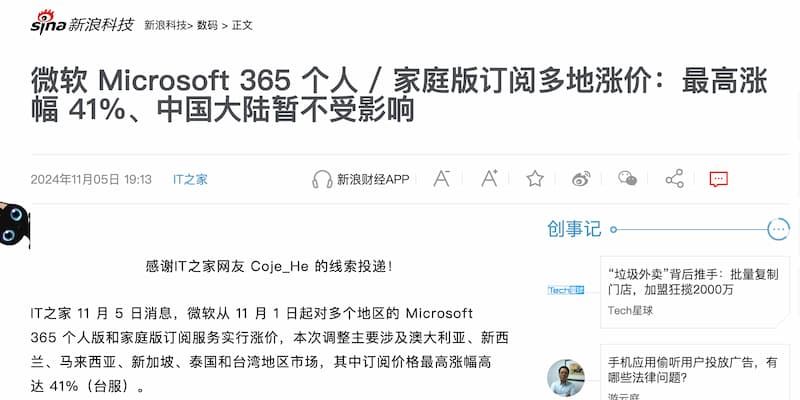 sina 新浪科技 新浪科技> 数码 > 正文
微软 Microsoft 365 个人 / 家庭版订阅多地涨价：最高涨
幅 41%、中国大陆暂不受影响
2024年11月05日 19:13 IT之家 新浪财经APP A- A+
创事记
感谢IT之家网友 Coje_He 的线索投递！
IT之家 11 月 5 日消息，微软从 11 月 1 日起对多个地区的 Microsoft
365 个人版和家庭版订阅服务实行涨价，本次调整主要涉及澳大利亚、新西
兰、马来西亚、新加坡、泰国和台湾地区市场，其中订阅价格最高涨幅高
达 41%（台服）。
“垃圾外卖”背后推手：批量复制
门店，加盟狂揽2000万
Tech星球
Tech星球
手机应用偷听用户投放广告，有
哪些法律问题？
游云庭